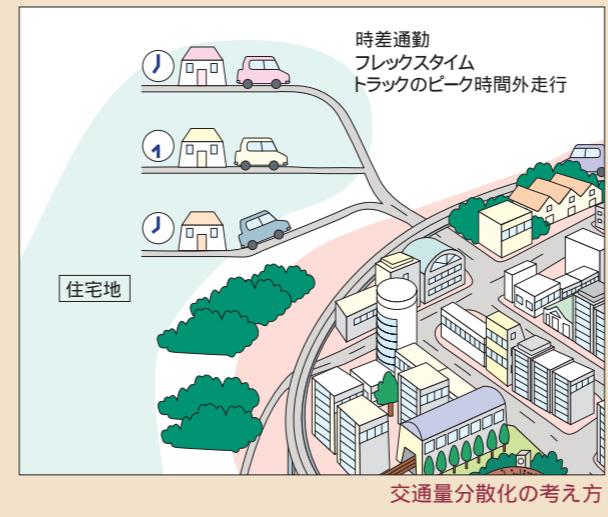 時差通勤
フレックスタイム
トラックのピーク時間外走行
住宅地
交通量分散化の考え方